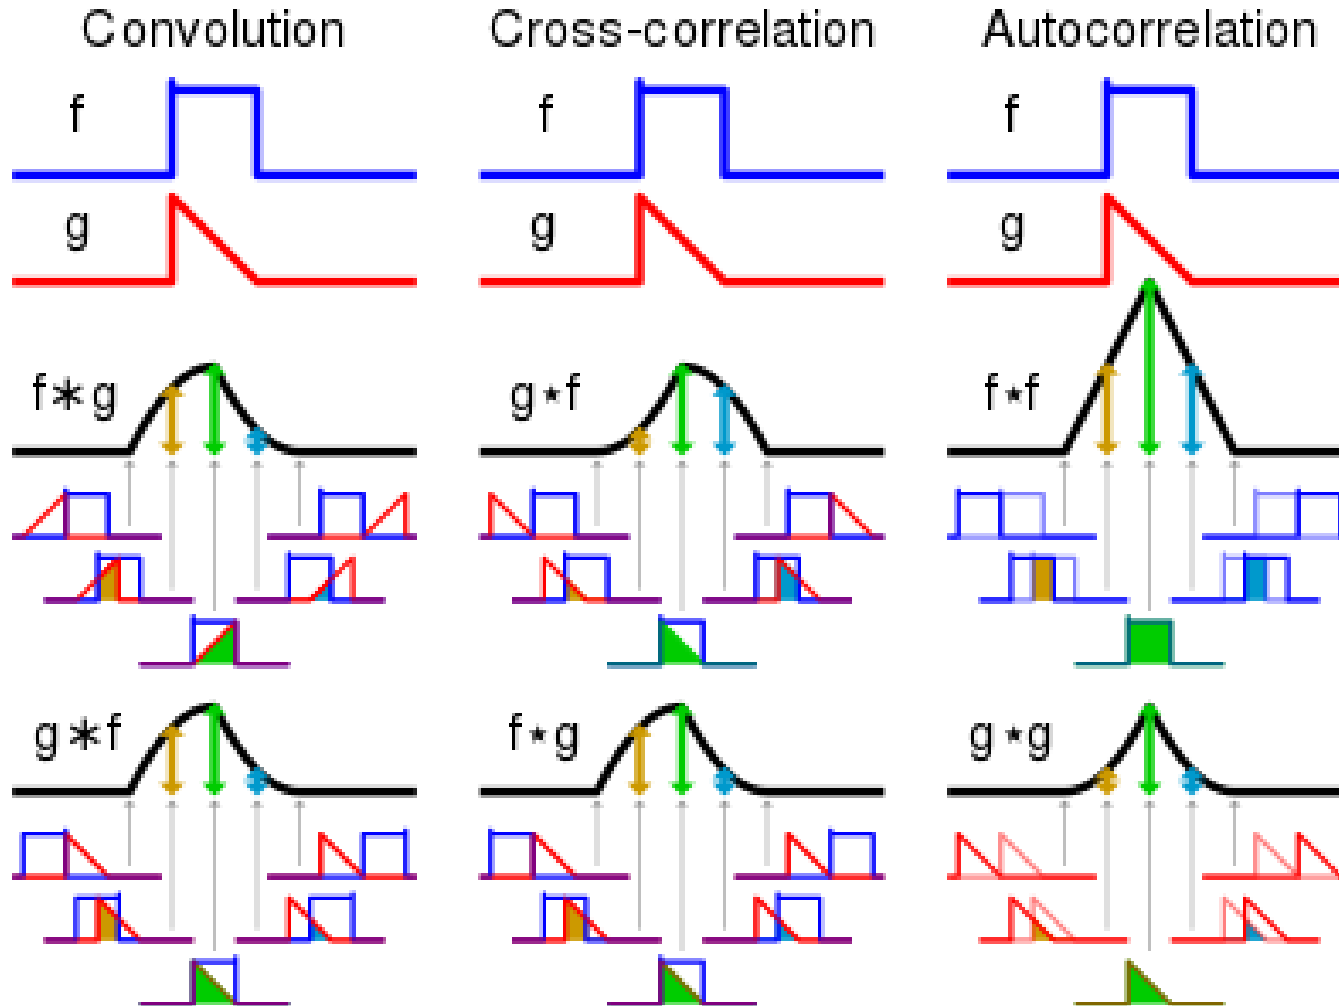 Convolution Cross-correlation Autocorrelation
f f f
g g g
f∗g g⋆f f⋆f
g∗f f⋆g g⋆g